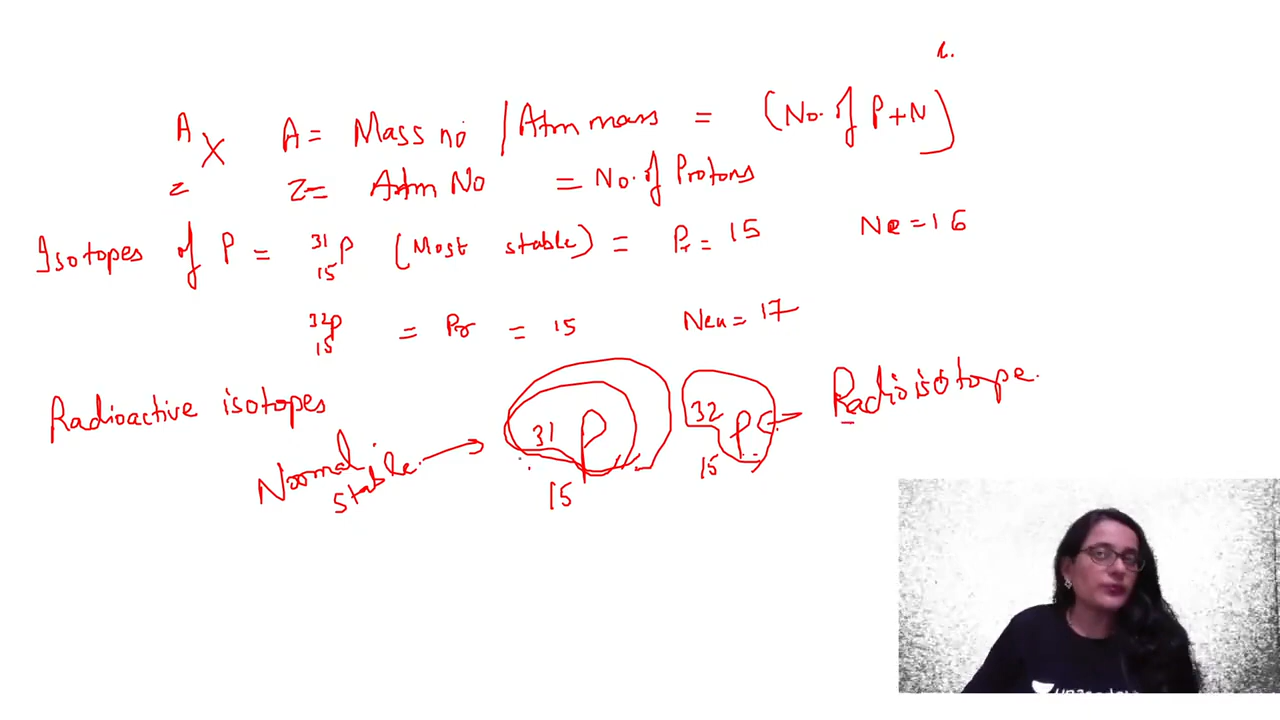 A X A = Mass no / Atm mass = (No. of P+N)
Z Z = Atm No = No. of Protons
Isotopes of P = 31 15 P (Most stable) = Pr = 15 Ne = 16
32 15 P = Pr = 15 Neu = 17
Radioactive isotopes
Normal stable. → 31 15 P 32 15 P → Radioisotope.